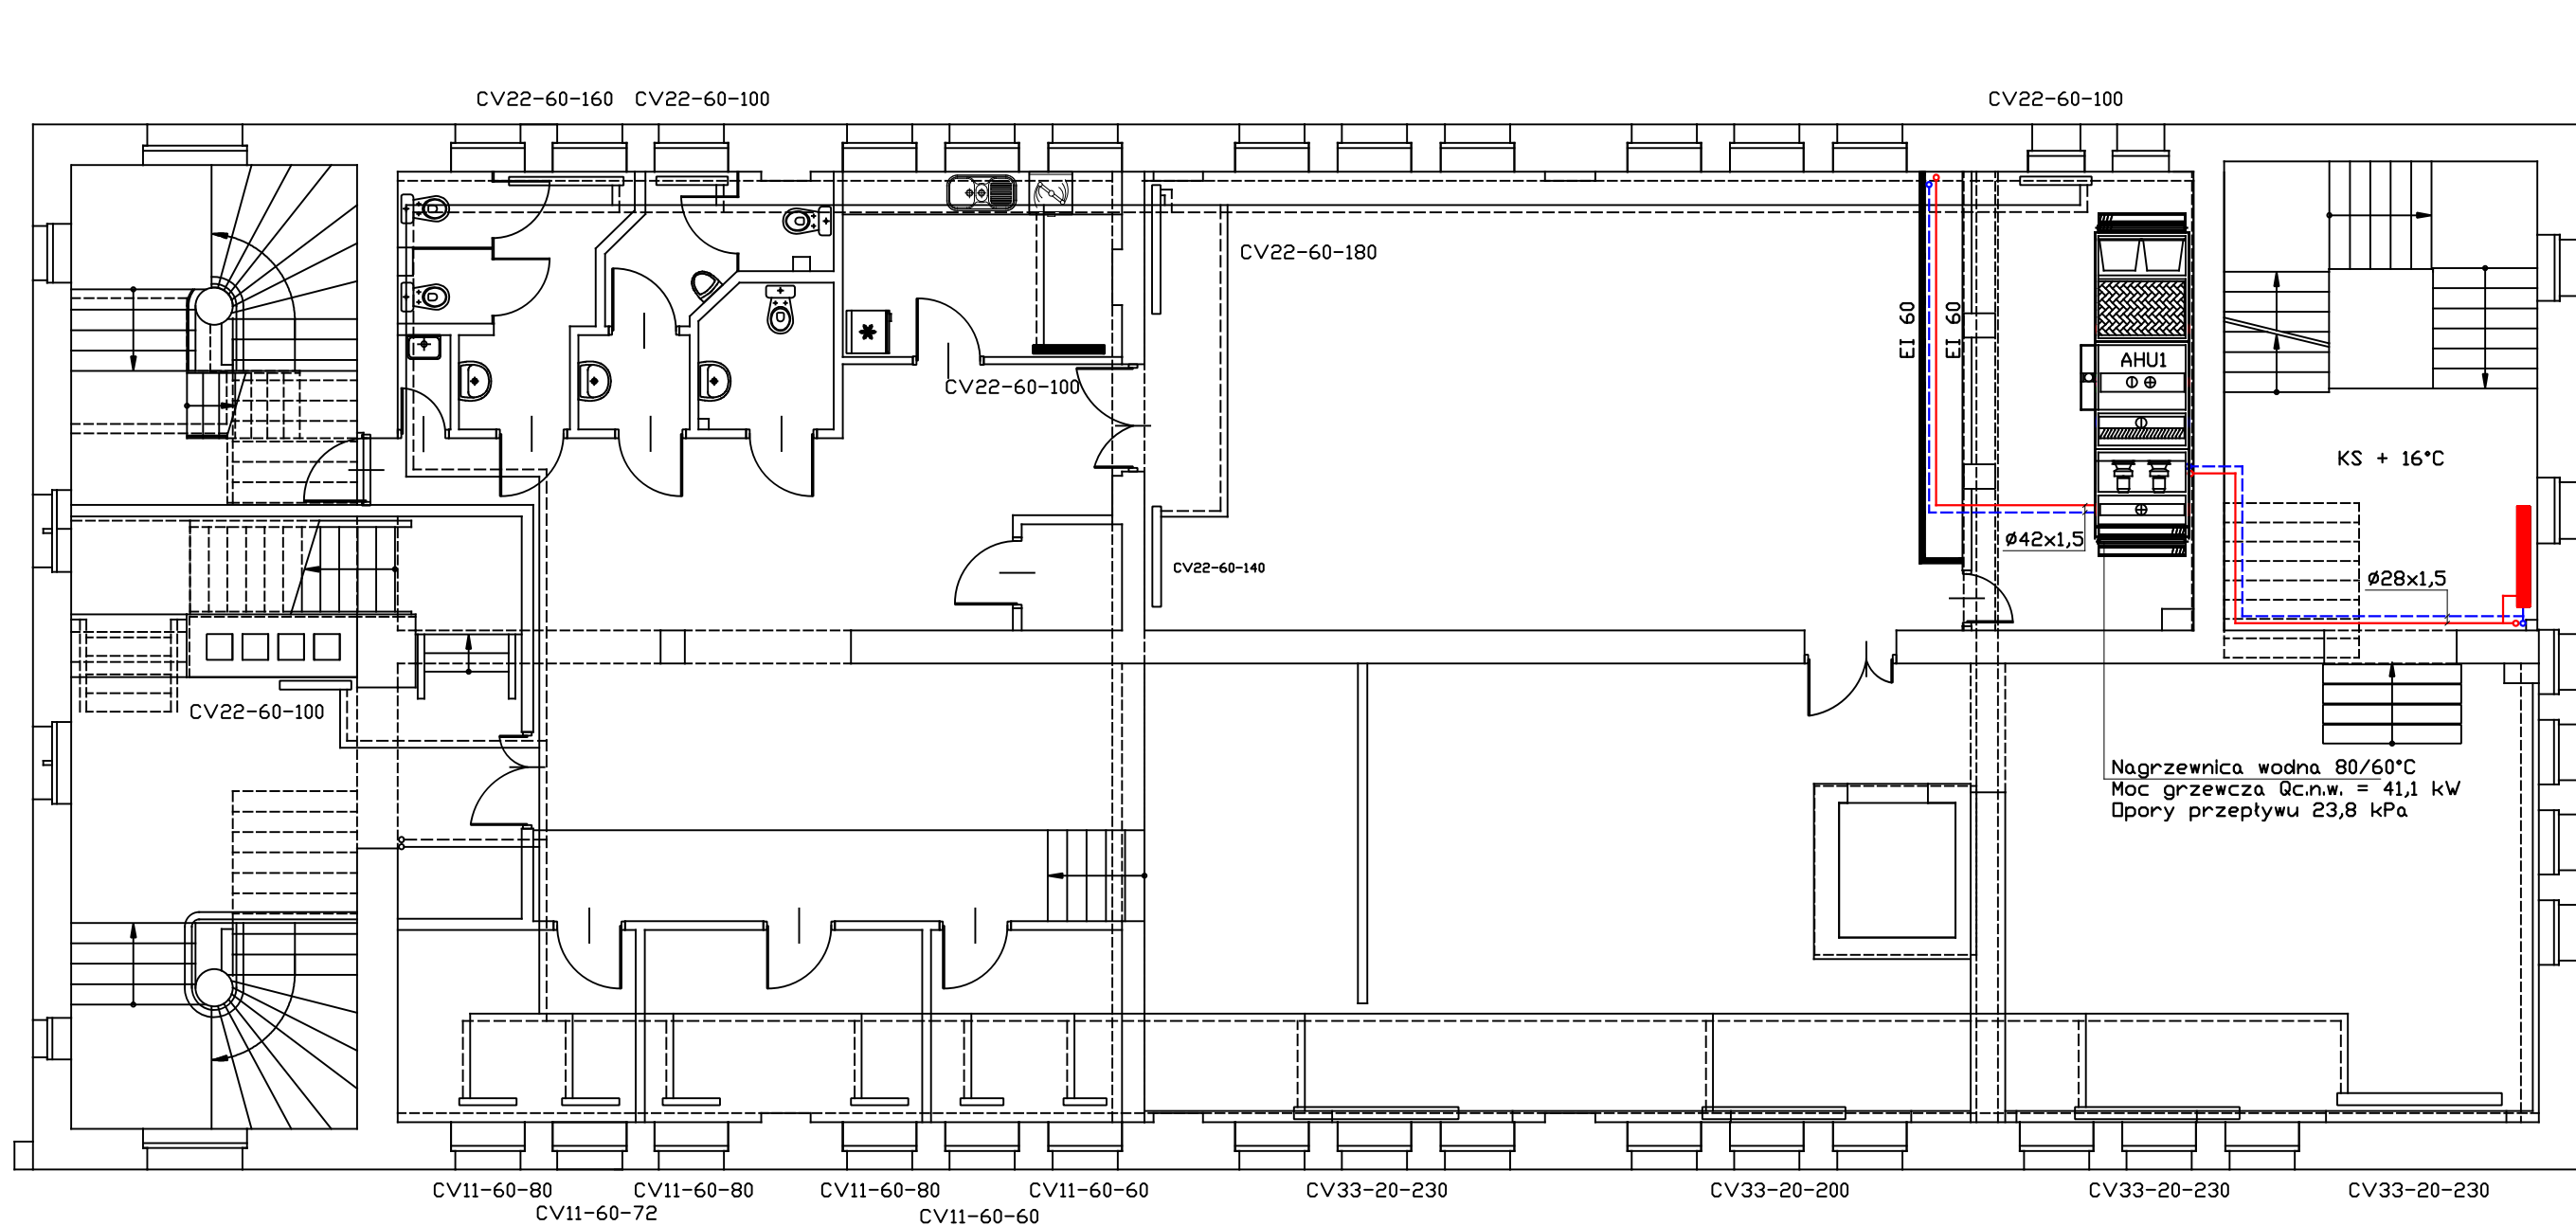 CV22-60-160
CV22-60-100
CV22-60-100
CV22-60-180
EI 60
EI 60
AHU1
CV22-60-100
KS + 16°C
Ø42x1,5
CV22-60-140
Ø28x1,5
CV22-60-100
Nagrzewnica wodna 80/60°C
Moc grzewcza Qc.n.w. = 41,1 kW
Opory przepływu 23,8 kPa
CV11-60-80
CV11-60-80
CV11-60-80
CV11-60-60
CV33-20-230
CV33-20-200
CV33-20-230
CV33-20-230
CV11-60-72
CV11-60-60